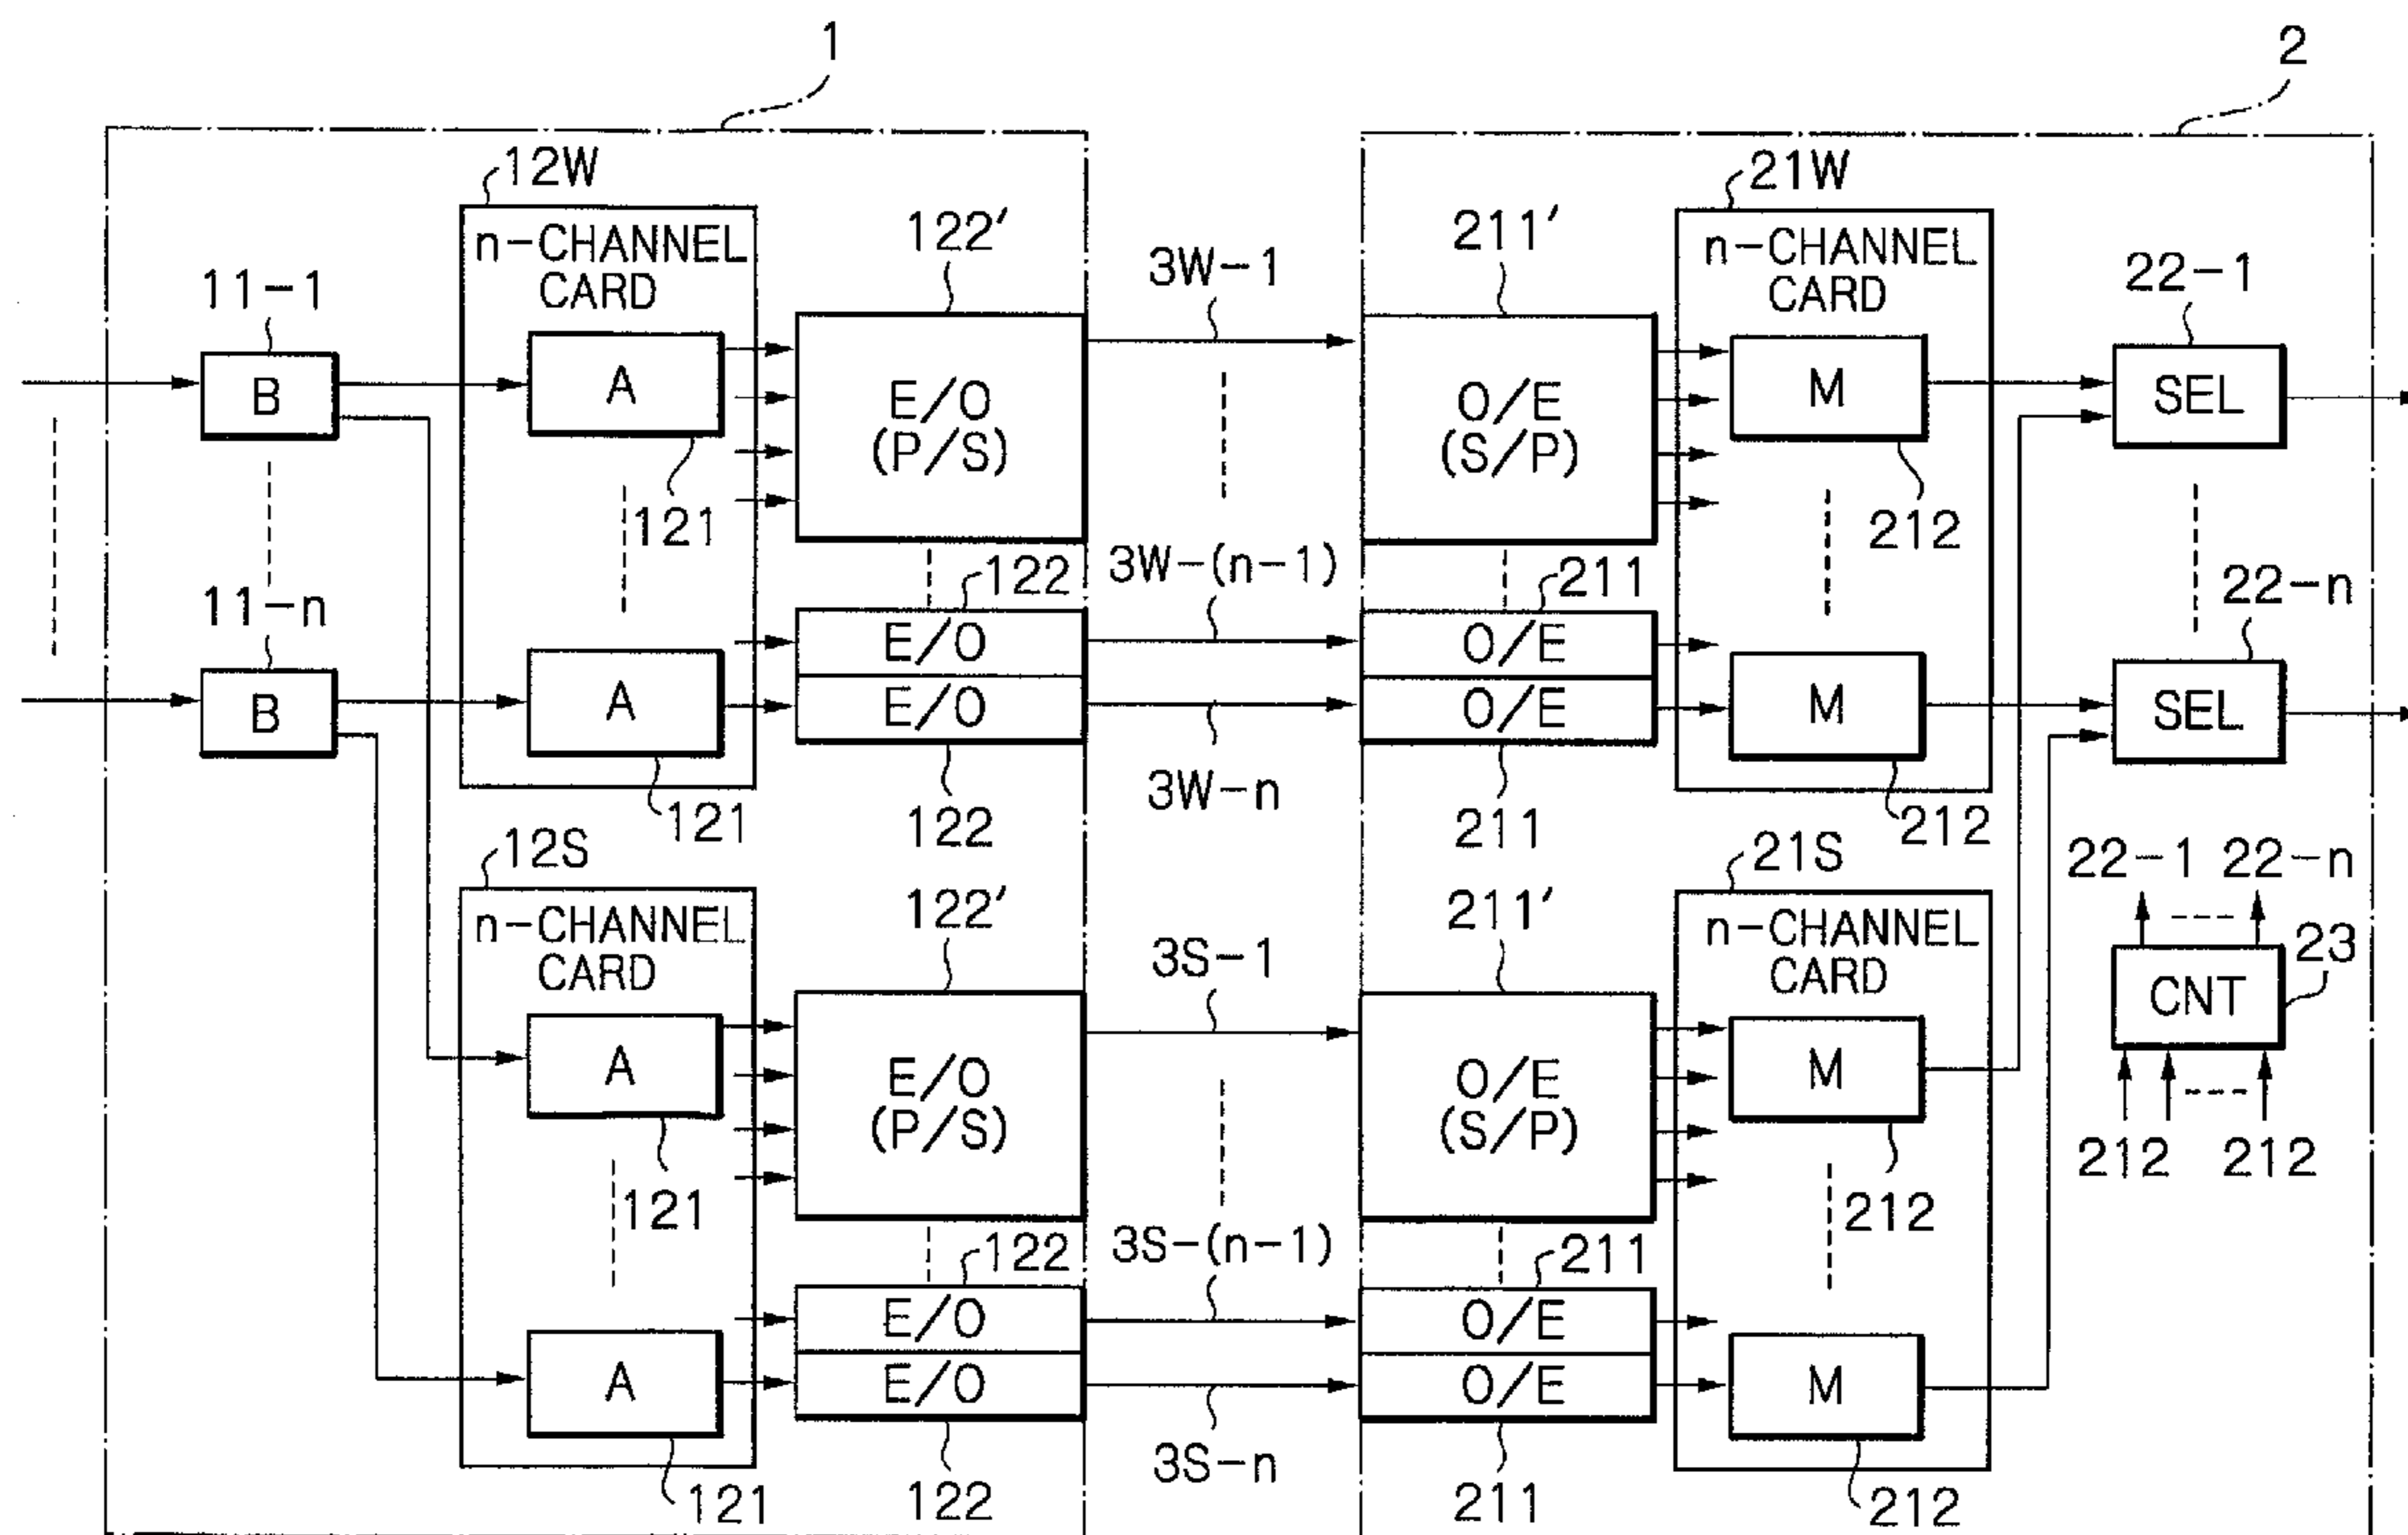 1
2
12W
21W
n-CHANNEL
CARD
122′
3W-1
211′
n-CHANNEL
CARD
22-1
11-1
B
A
E/O
(P/S)
O/E
(S/P)
M
SEL
121
212
11-n
122
3W-(n-1)
211
22-n
B
A
E/O
O/E
M
SEL
E/O
O/E
121
122
3W-n
211
212
12S
21S
22-1
22-n
n-CHANNEL
CARD
122′
3S-1
211′
n-CHANNEL
CARD
23
CNT
A
E/O
(P/S)
O/E
(S/P)
M
212
212
121
212
122
3S-(n-1)
211
E/O
O/E
A
E/O
O/E
M
121
122
3S-n
211
212